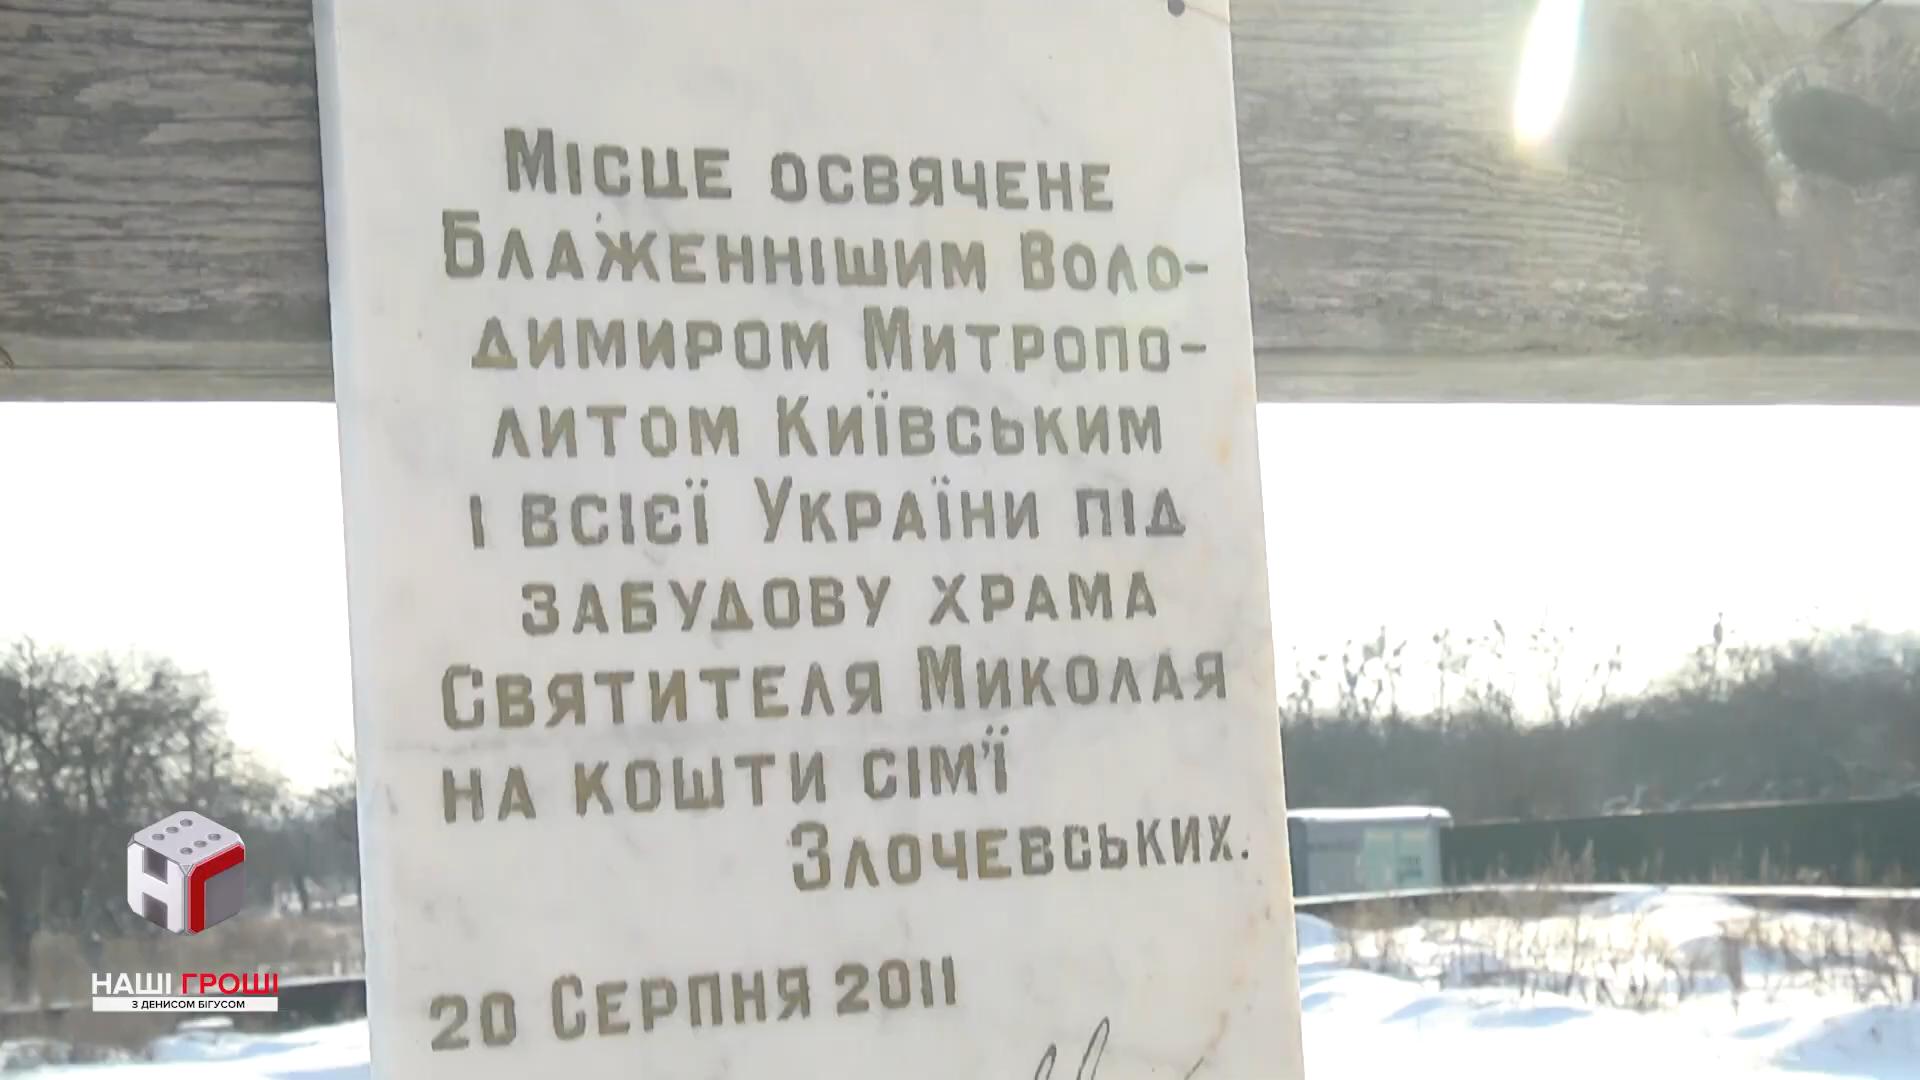 Місце освячене
Блаженнішим Воло-
димиром Митропо-
литом Київським
і всієї України під
забудову храма
Святителя Миколая
на кошти сім'ї
Злочевських.
20 Серпня 2011
НГ
НАШІ ГРОШІ
З ДЕНИСОМ БІГУСОМ